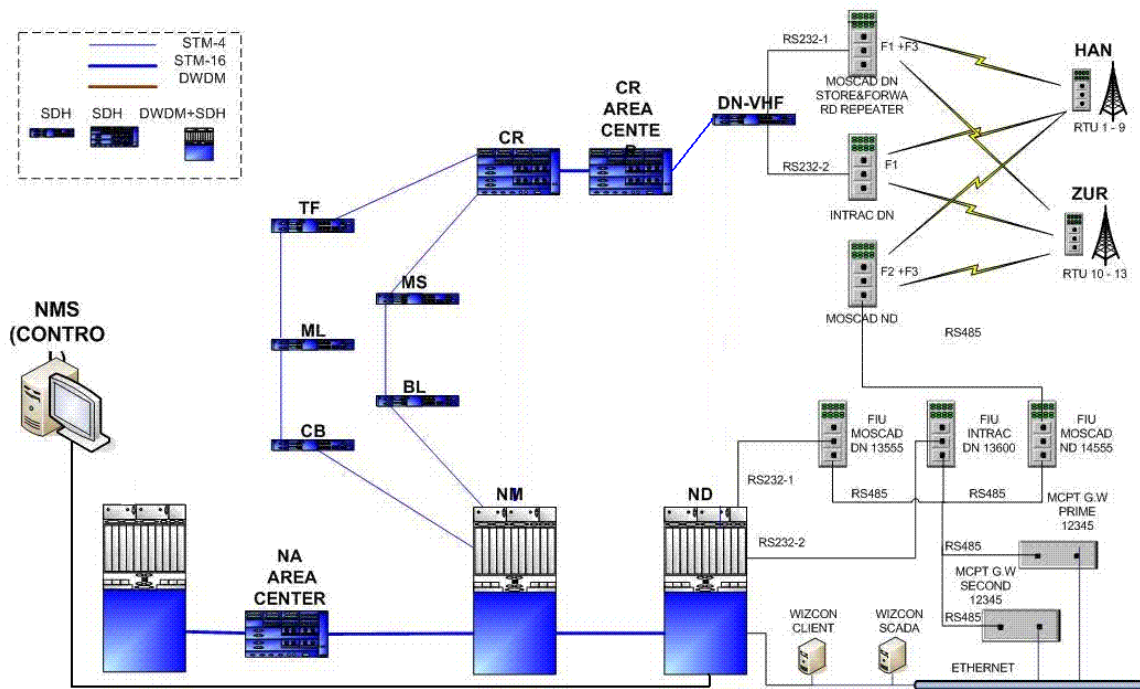 STM-4
STM-16
DWDM
SDH
SDH
DWDM+SDH
NMS
(CONTRO
TF
ML
CB
MS
BL
CR
CR
AREA
CENTE
DN-VHF
RS232-1
RS232-2
F1 +F3
MOSCAD DN
STORE&FORWA
RD REPEATER
F1
INTRAC DN
F2 +F3
MOSCAD ND
HAN
RTU 1 - 9
ZUR
RTU 10 - 13
RS485
FIU
MOSCAD
DN 13555
FIU
INTRAC
DN 13600
FIU
MOSCAD
ND 14555
RS232-1
RS485
RS485
NA
AREA
CENTER
NM
ND
RS232-2
MCPT G.W
PRIME
12345
RS485
MCPT G.W
SECOND
12345
RS485
WIZCON
CLIENT
WIZCON
SCADA
ETHERNET